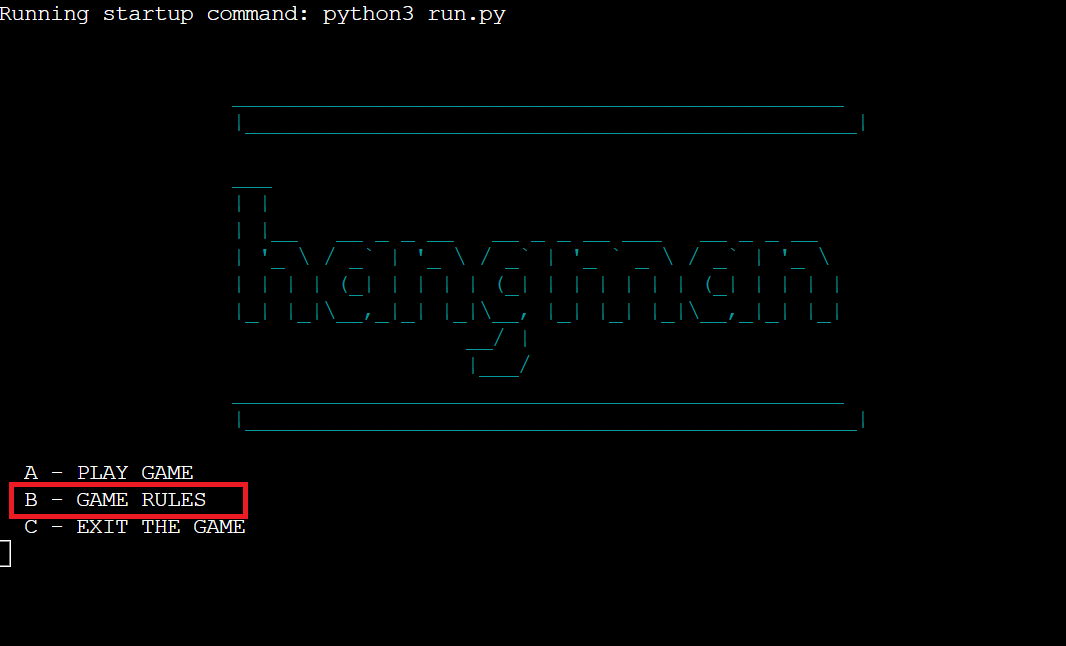 Running startup command: python3 run.py
hangman
A - PLAY GAME
B - GAME RULES
C - EXIT THE GAME